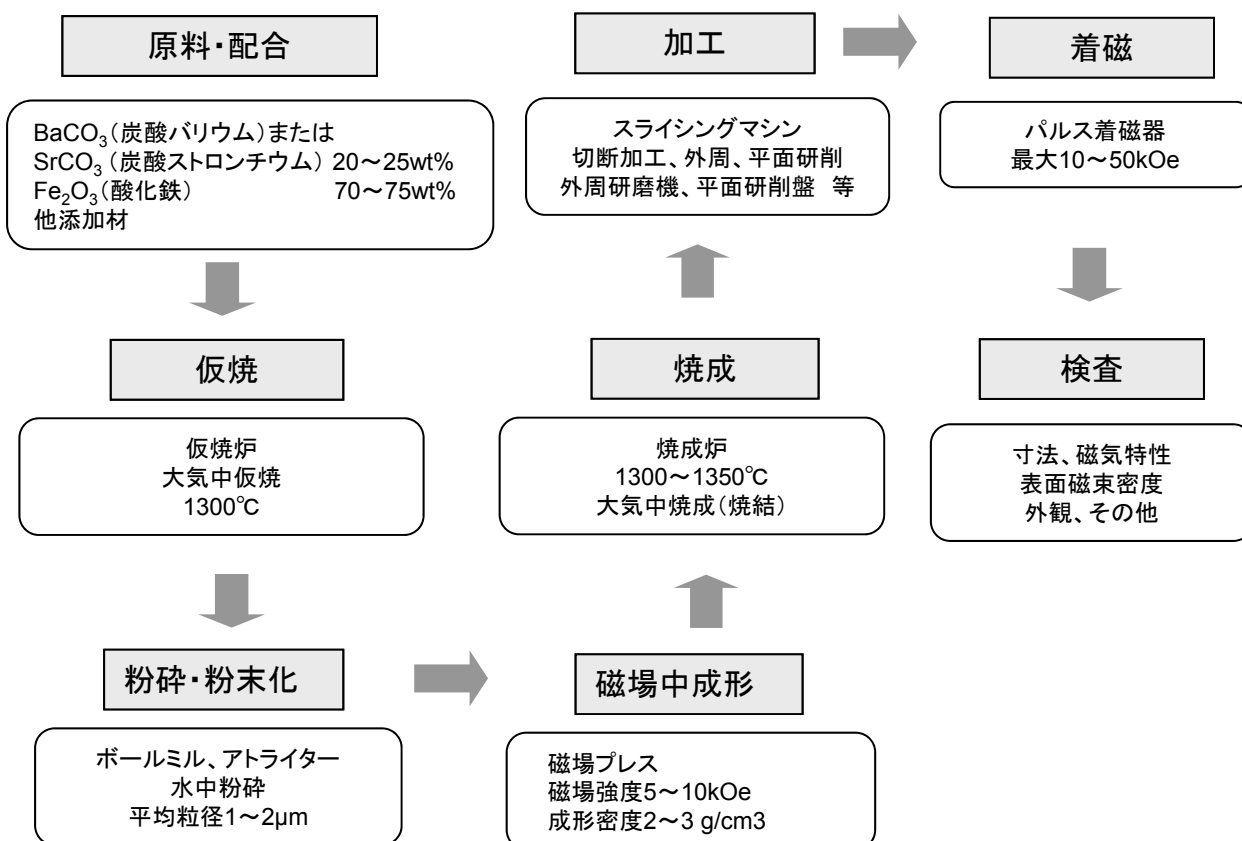 原料・配合
BaCO₃(炭酸バリウム)または
SrCO₃(炭酸ストロンチウム) 20～25wt%
Fe₂O₃(酸化鉄) 70～75wt%
他添加材
仮焼
仮焼炉
大気中仮焼
1300℃
粉砕・粉末化
ボールミル、アトライター
水中粉砕
平均粒径1～2μm
磁場中成形
磁場プレス
磁場強度5～10kOe
成形密度2～3 g/cm3
焼成
焼成炉
1300～1350℃
大気中焼成(焼結)
加工
スライシングマシン
切断加工、外周、平面研削
外周研磨機、平面研削盤 等
着磁
パルス着磁器
最大10～50kOe
検査
寸法、磁気特性
表面磁束密度
外観、その他